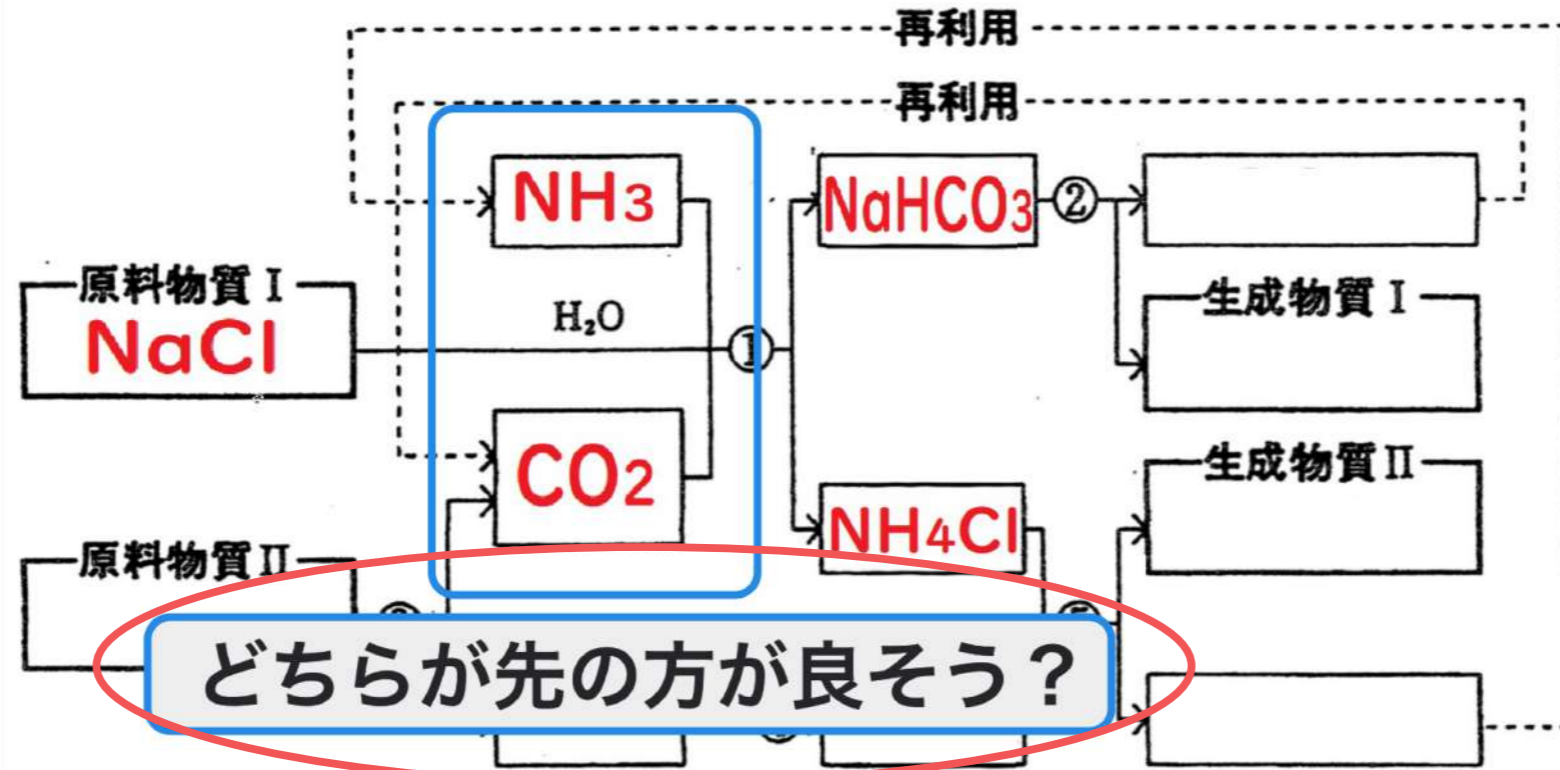 再利用
再利用
NH3
NaHCO3
②
原料物質 I
NaCl
H₂O
①
生成物質 I
CO2
生成物質 II
NH4Cl
原料物質 II
どちらが先の方が良そう？